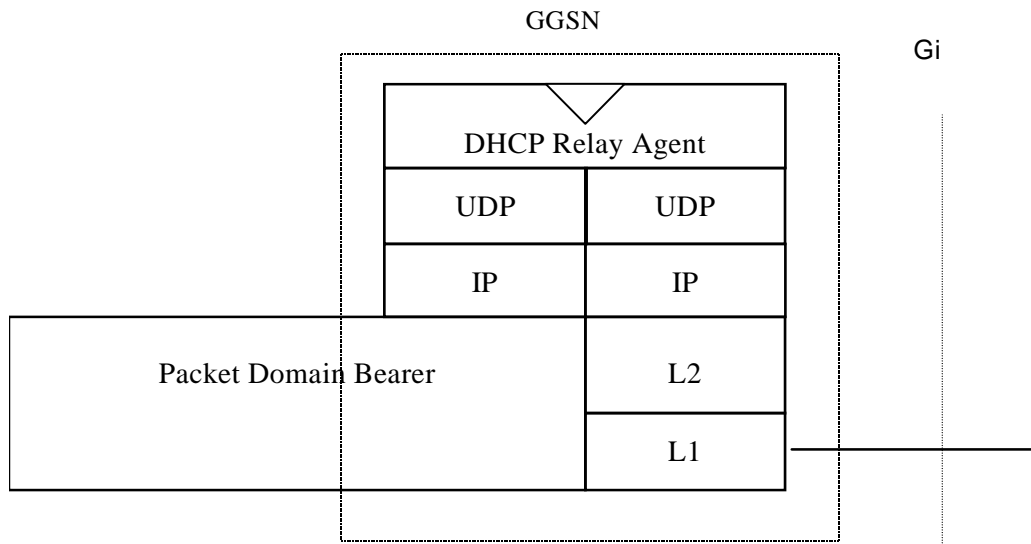 GGSN
Gi
DHCP Relay Agent
UDP
UDP
IP
IP
Packet Domain Bearer
L2
L1